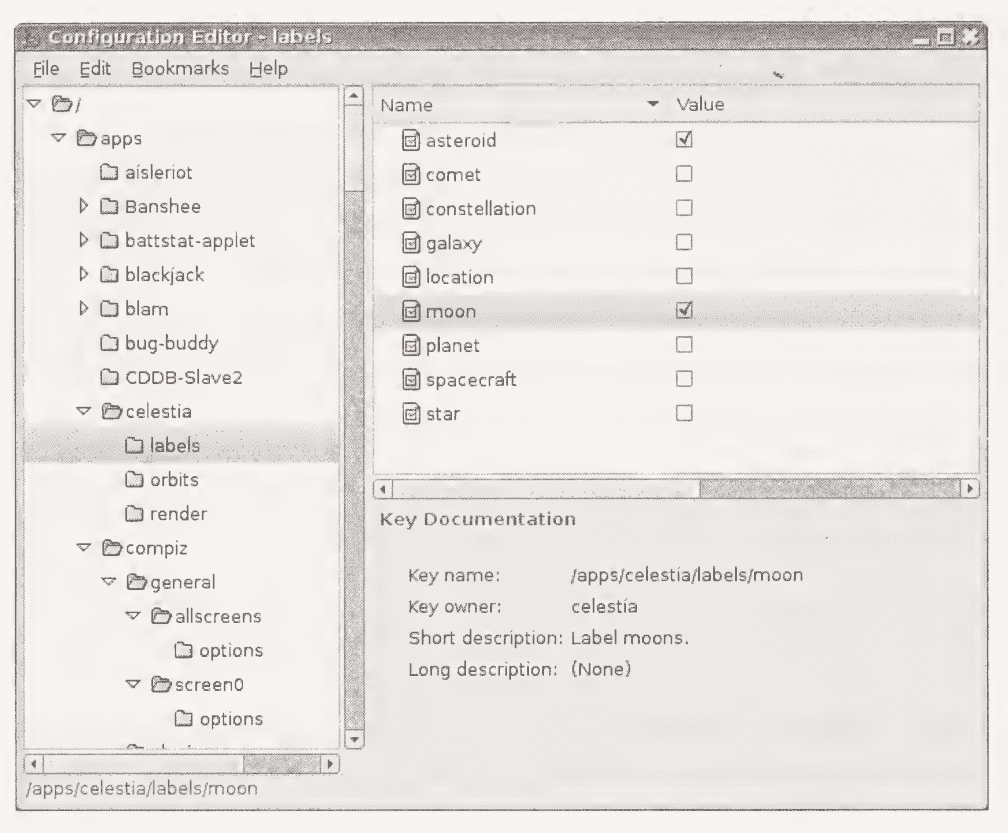 Configuration Editor - labels
File Edit Bookmarks Help
/
apps
aisleriot
Banshee
battstat-applet
blackjack
blam
bug-buddy
CDDB-Slave2
celestia
labels
orbits
render
compiz
general
allscreens
options
screen0
options
Name Value
asteroid
comet
constellation
galaxy
location
moon
planet
spacecraft
star
Key Documentation
Key name: /apps/celestia/labels/moon
Key owner: celestia
Short description: Label moons.
Long description: (None)
/apps/celestia/labels/moon